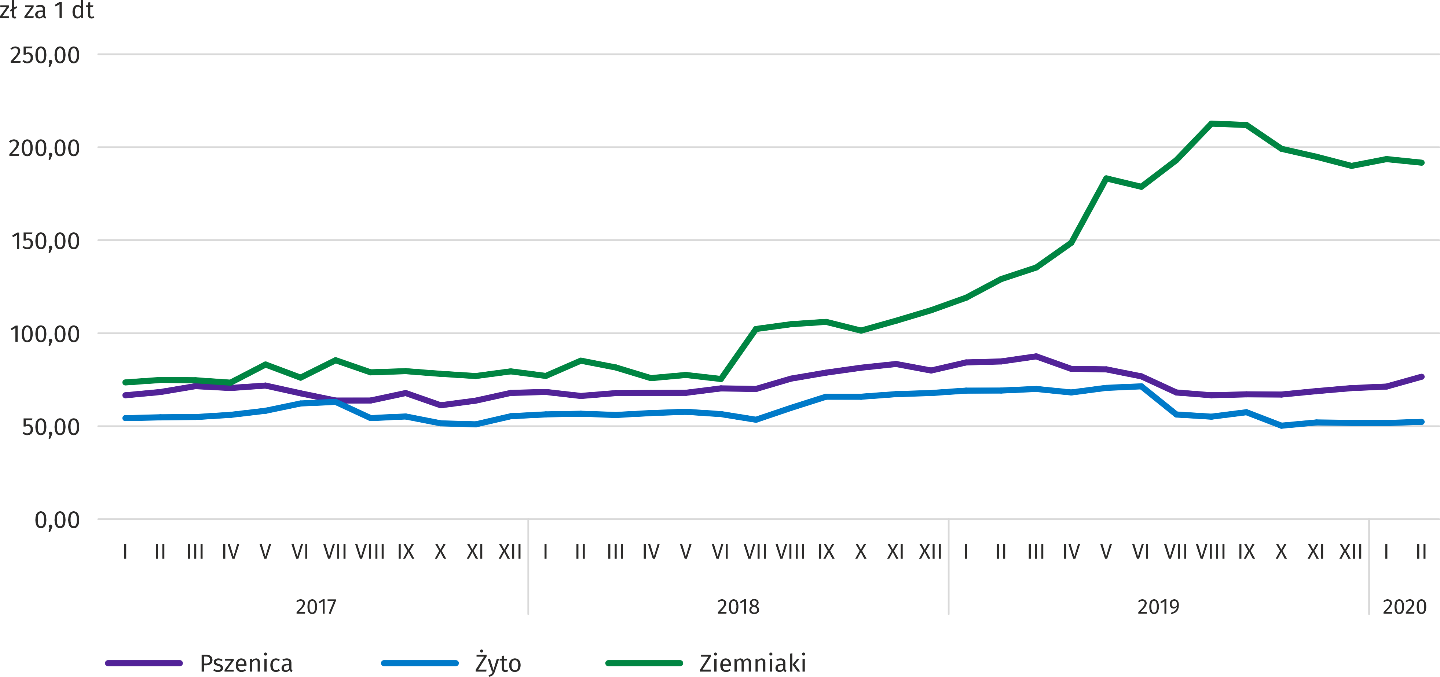 zł za 1 dt
250,00
200,00
150,00
100,00
50,00
0,00
I II III IV V VI VII VIII IX X XI XII I II III IV V VI VII VIII IX X XI XII I II III IV V VI VII VIII IX X XI XII I II
2017 2018 2019 2020
Pszenica Żyto Ziemniaki